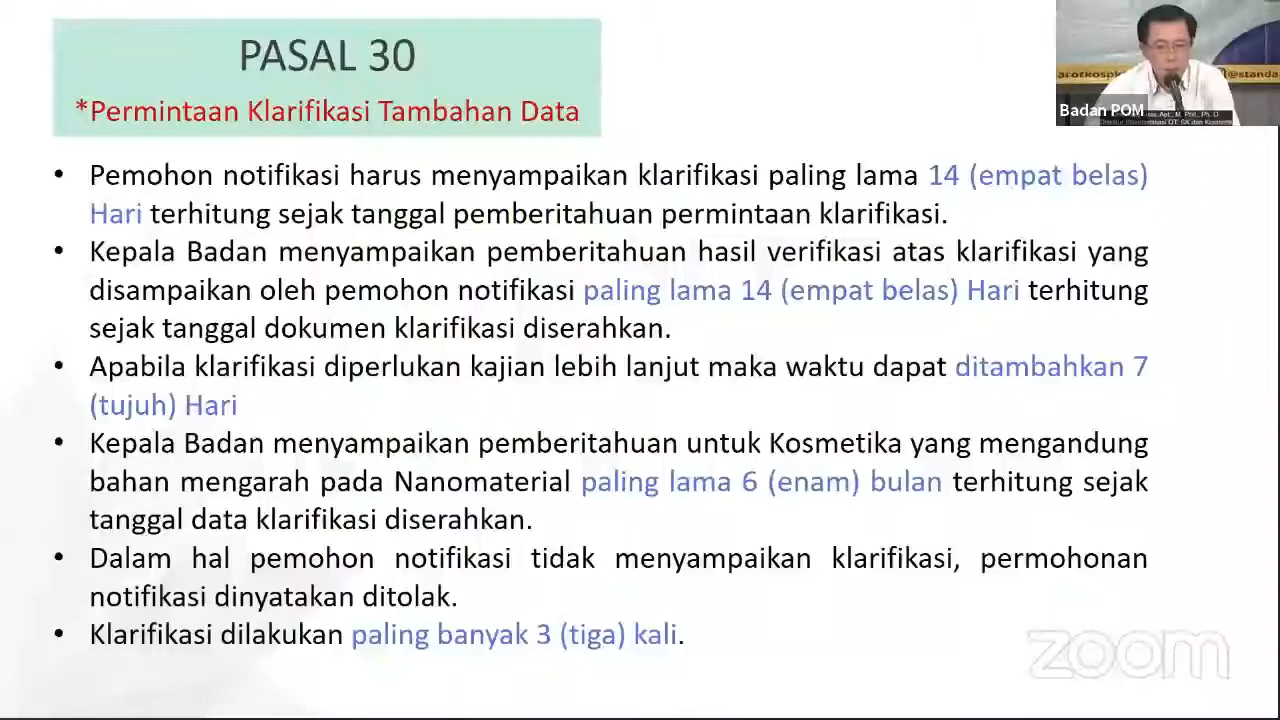 PASAL 30
*Permintaan Klarifikasi Tambahan Data
• Pemohon notifikasi harus menyampaikan klarifikasi paling lama 14 (empat belas)
Hari terhitung sejak tanggal pemberitahuan permintaan klarifikasi.
• Kepala Badan menyampaikan pemberitahuan hasil verifikasi atas klarifikasi yang
disampaikan oleh pemohon notifikasi paling lama 14 (empat belas) Hari terhitung
sejak tanggal dokumen klarifikasi diserahkan.
• Apabila klarifikasi diperlukan kajian lebih lanjut maka waktu dapat ditambahkan 7
(tujuh) Hari
• Kepala Badan menyampaikan pemberitahuan untuk Kosmetika yang mengandung
bahan mengarah pada Nanomaterial paling lama 6 (enam) bulan terhitung sejak
tanggal data klarifikasi diserahkan.
• Dalam hal pemohon notifikasi tidak menyampaikan klarifikasi, permohonan
notifikasi dinyatakan ditolak.
• Klarifikasi dilakukan paling banyak 3 (tiga) kali.
@standa
Badan POM
zoom